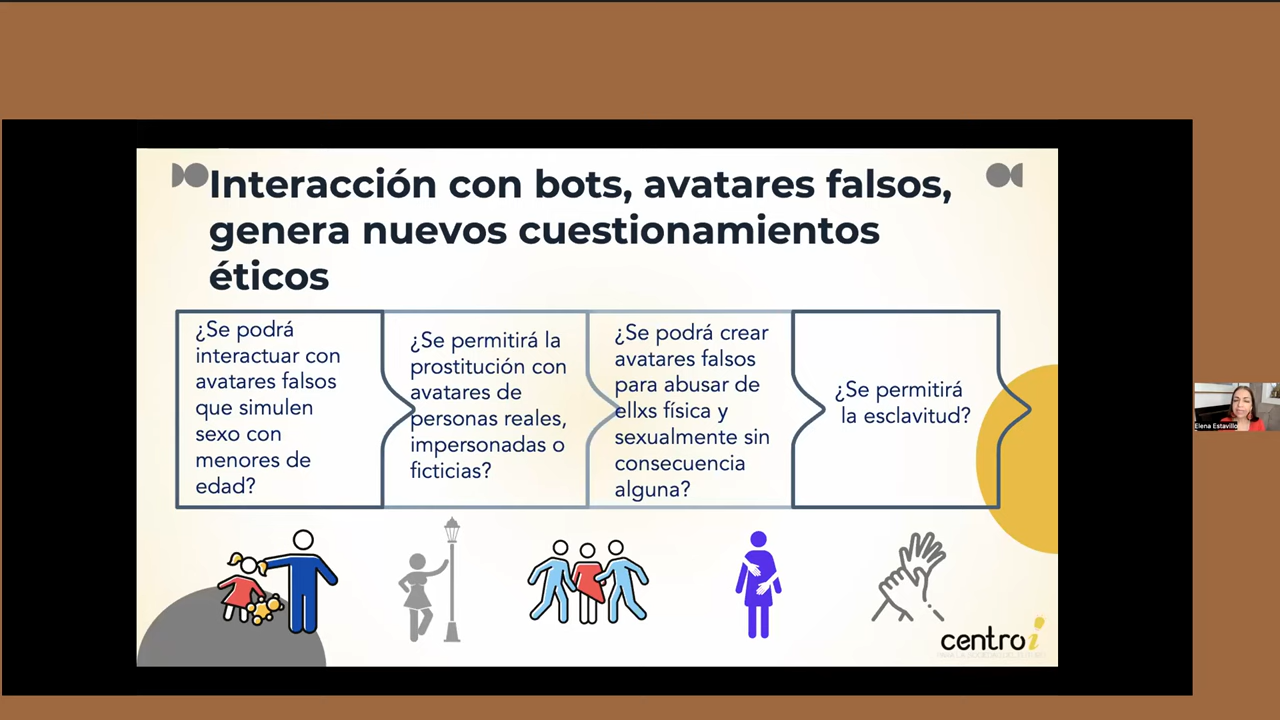 Interacción con bots, avatares falsos,
genera nuevos cuestionamientos
éticos
¿Se podrá
interactuar con
avatares falsos
que simulen
sexo con
menores de
edad?
¿Se permitirá la
prostitución con
avatares de
personas reales,
impersonadas o
ficticias?
¿Se podrá crear
avatares falsos
para abusar de
ellxs física y
sexualmente sin
consecuencia
alguna?
¿Se permitirá
la esclavitud?
centroi
Elena Estavillo